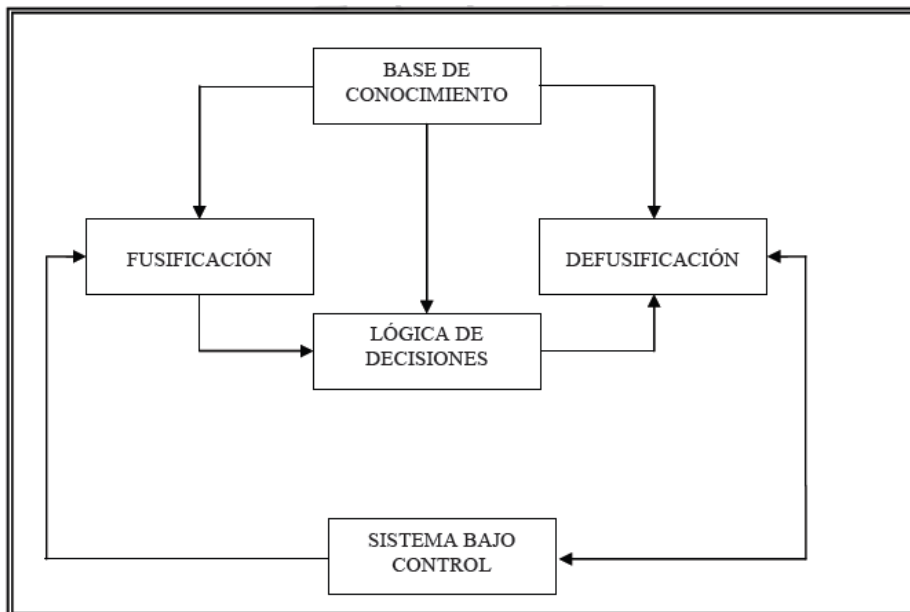 BASE DE
CONOCIMIENTO
FUSIFICACIÓN
DEFUSIFICACIÓN
LÓGICA DE
DECISIONES
SISTEMA BAJO
CONTROL